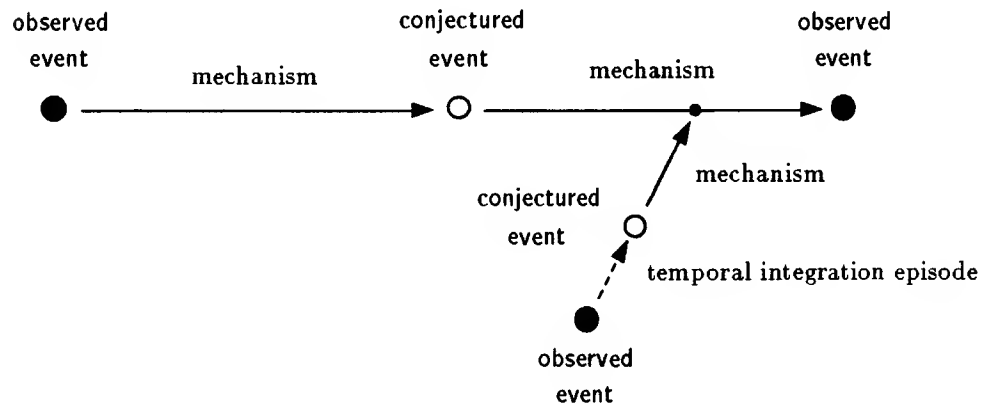 observed
event
mechanism
conjectured
event
mechanism
observed
event
mechanism
conjectured
event
temporal integration episode
observed
event